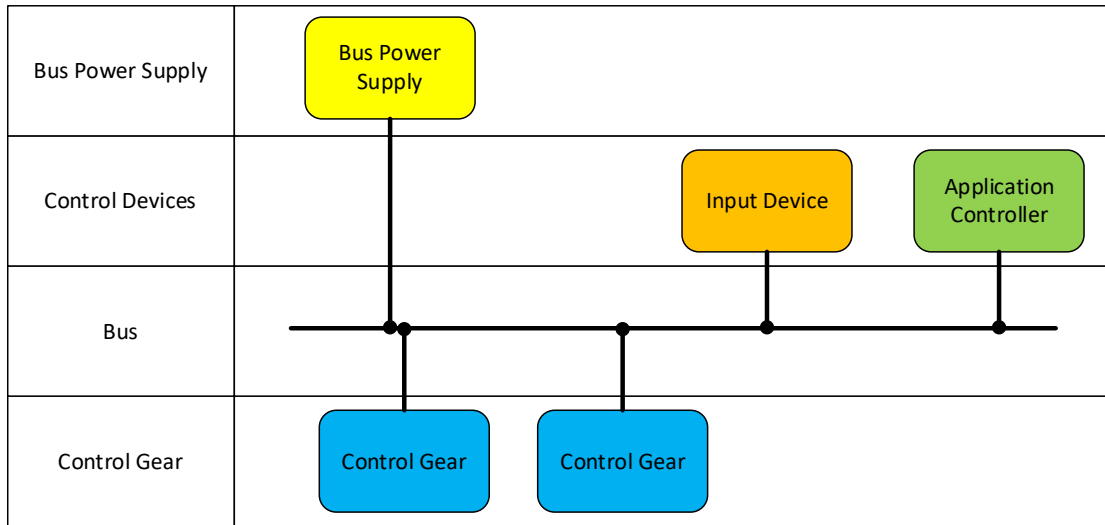 Bus Power Supply
Bus Power
Supply
Control Devices
Input Device
Application
Controller
Bus
Control Gear
Control Gear
Control Gear